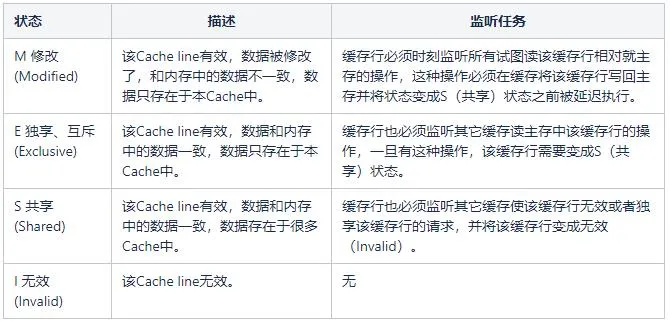 状态
描述
监听任务
M 修改
(Modified)
该Cache line有效，数据被修改
了，和内存中的数据不一致，数
据只存在于本Cache中。
缓存行必须时刻监听所有试图读该缓存行相对就主
存的操作，这种操作必须在缓存将该缓存行写回主
存并将状态变成S（共享）状态之前被延迟执行。
E 独享、互斥
(Exclusive)
该Cache line有效，数据和内存
中的数据一致，数据只存在于本
Cache中。
缓存行也必须监听其它缓存读主存中该缓存行的操
作，一旦有这种操作，该缓存行需要变成S（共
享）状态。
S 共享
(Shared)
该Cache line有效，数据和内存
中的数据一致，数据存在于很多
Cache中。
缓存行也必须监听其它缓存使该缓存行无效或者独
享该缓存行的请求，并将该缓存行变成无效
（Invalid）。
I 无效
(Invalid)
该Cache line无效。
无